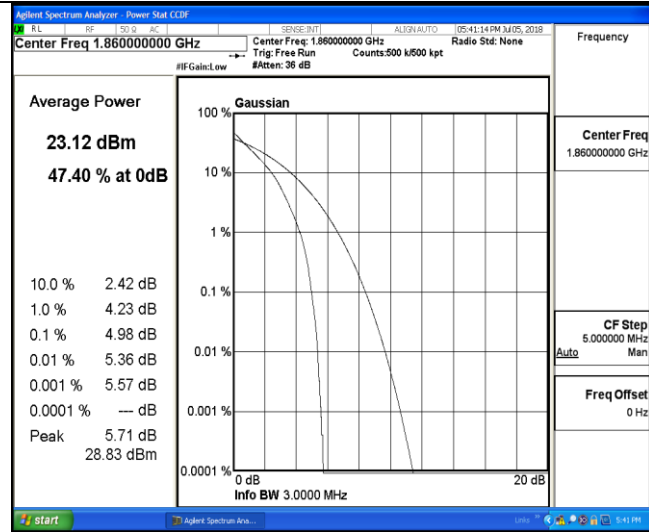 Agilent Spectrum Analyzer - Power Stat CCDF
RL RF 50 Ω AC SENSE:INT ALIGN AUTO 05:41:14 PM Jul 05, 2018
Center Freq 1.860000000 GHz
Center Freq: 1.860000000 GHz
Radio Std: None
Trig: Free Run Counts:500 k/500 kpt
#IFGain:Low #Atten: 36 dB
Frequency
Average Power
23.12 dBm
47.40 % at 0dB
10.0 % 2.42 dB
1.0 % 4.23 dB
0.1 % 4.98 dB
0.01 % 5.36 dB
0.001 % 5.57 dB
0.0001 % --- dB
Peak 5.71 dB
28.83 dBm
Gaussian
100 %
10 %
1 %
0.1 %
0.01 %
0.001 %
0.0001 %
0 dB 20 dB
Info BW 3.0000 MHz
Center Freq
1.860000000 GHz
CF Step
5.000000 MHz
Auto Man
Freq Offset
0 Hz
start
Agilent Spectrum Ana...
Links
5:41 PM